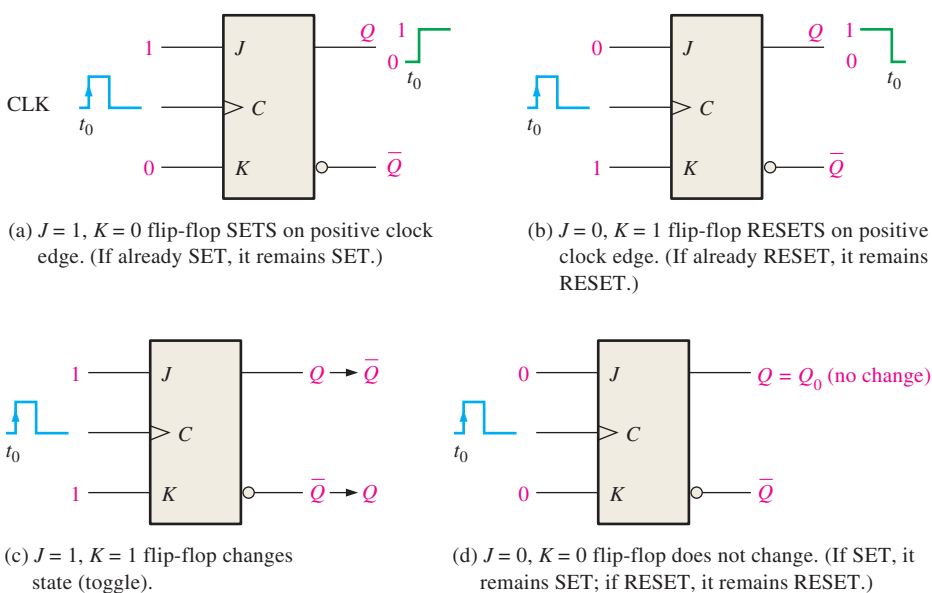 1 J Q 1 0 t₀
CLK t₀ C
0 K Q̅
(a) J = 1, K = 0 flip-flop SETS on positive clock
edge. (If already SET, it remains SET.)
0 J Q 1 0 t₀
t₀ C
1 K Q̅
(b) J = 0, K = 1 flip-flop RESETS on positive
clock edge. (If already RESET, it remains
RESET.)
1 J Q Q̅
t₀ C
1 K Q̅ Q
(c) J = 1, K = 1 flip-flop changes
state (toggle).
0 J Q = Q₀ (no change)
t₀ C
0 K Q̅
(d) J = 0, K = 0 flip-flop does not change. (If SET, it
remains SET; if RESET, it remains RESET.)